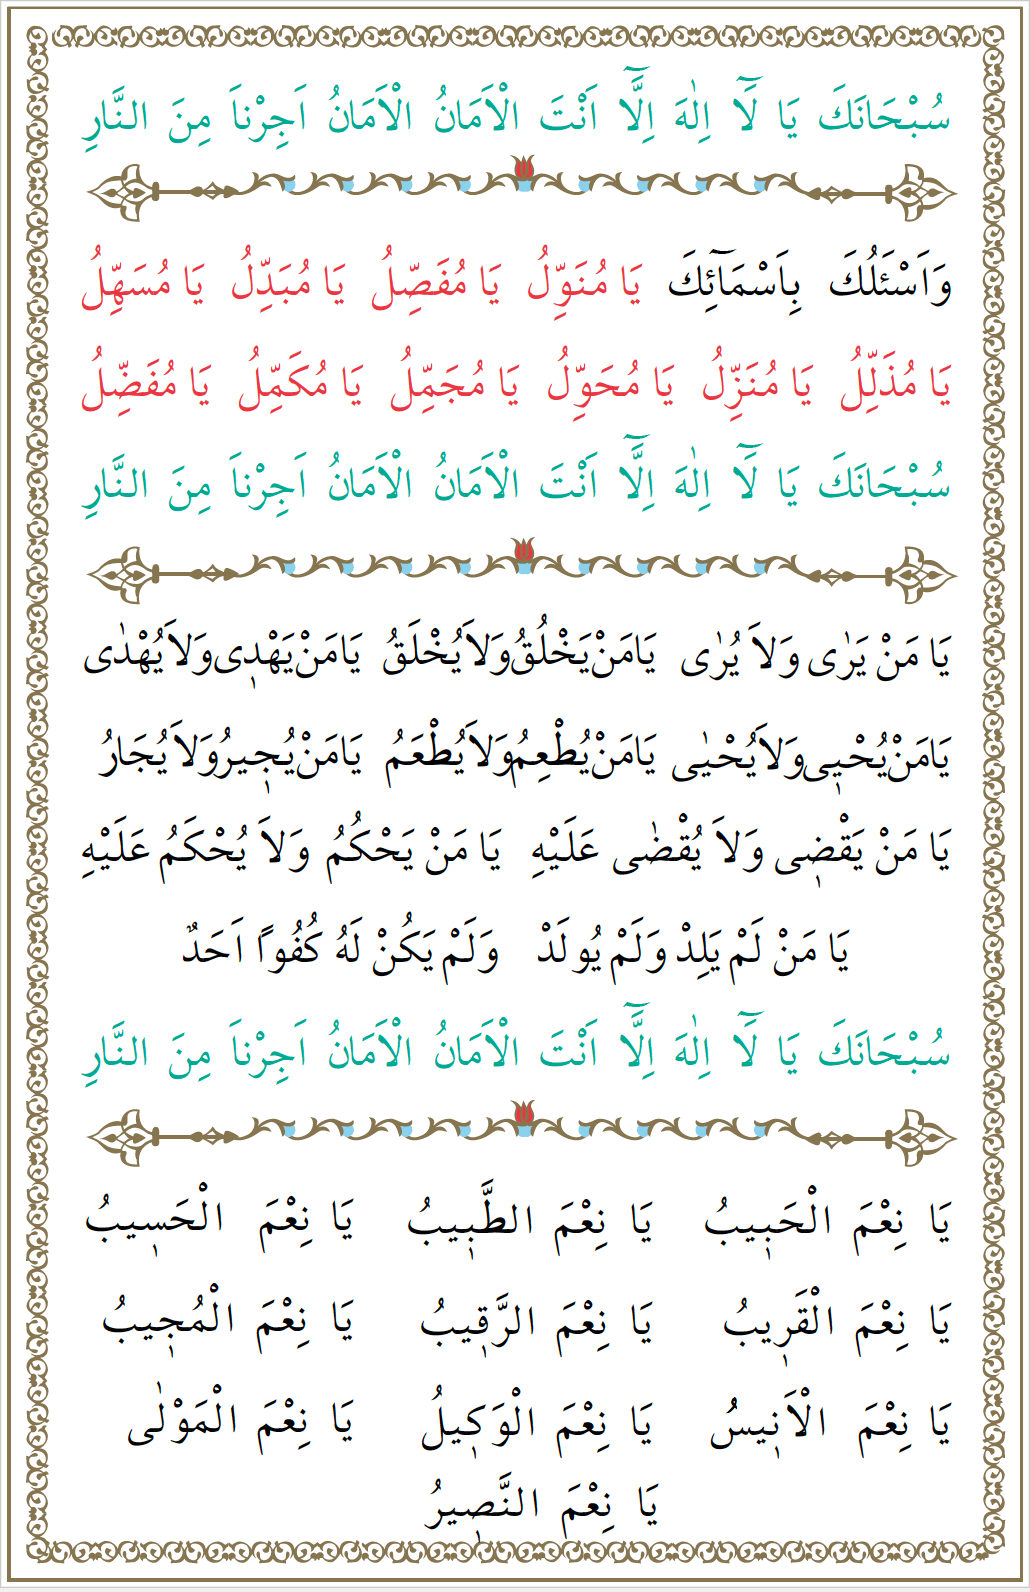 سُبْحَانَكَ يَا لَٓا اِلٰهَ اِلَّٓا اَنْتَ الْاَمَانُ الْاَمَانُ اَجِرْنَا مِنَ النَّارِ
وَاَسْئَلُكَ بِاَسْمَٓائِكَ يَا مُنَوِّلُ يَا مُفَصِّلُ يَا مُبَدِّلُ يَا مُسَهِّلُ
يَا مُذَلِّلُ يَا مُنَزِّلُ يَا مُحَوِّلُ يَا مُجَمِّلُ يَا مُكَمِّلُ يَا مُفَضِّلُ
سُبْحَانَكَ يَا لَٓا اِلٰهَ اِلَّٓا اَنْتَ الْاَمَانُ الْاَمَانُ اَجِرْنَا مِنَ النَّارِ
يَا مَنْ يَرٰى وَلاَ يُرٰى يَامَنْ يَخْلُقُ وَلاَ يُخْلَقُ يَامَنْ يَهْدٖى وَلاَ يُهْدٰى
يَامَنْ يُحْيٖى وَلاَ يُحْيٰى يَامَنْ يُطْعِمُ وَلاَ يُطْعَمُ يَامَنْ يُجٖيرُ وَلاَ يُجَارُ
يَا مَنْ يَقْضٖى وَلاَ يُقْضٰى عَلَيْهِ يَا مَنْ يَحْكُمُ وَلاَ يُحْكَمُ عَلَيْهِ
يَا مَنْ لَمْ يَلِدْ وَلَمْ يُولَدْ وَلَمْ يَكُنْ لَهُ كُفُوًا اَحَدٌ
سُبْحَانَكَ يَا لَٓا اِلٰهَ اِلَّٓا اَنْتَ الْاَمَانُ الْاَمَانُ اَجِرْنَا مِنَ النَّارِ
يَا نِعْمَ الْحَبٖيبُ يَا نِعْمَ الطَّبٖيبُ يَا نِعْمَ الْحَسٖيبُ
يَا نِعْمَ الْقَرٖيبُ يَا نِعْمَ الرَّقٖيبُ يَا نِعْمَ الْمُجٖيبُ
يَا نِعْمَ الْاَنٖيسُ يَا نِعْمَ الْوَكٖيلُ يَا نِعْمَ الْمَوْلٰى
يَا نِعْمَ النَّصٖيرُ